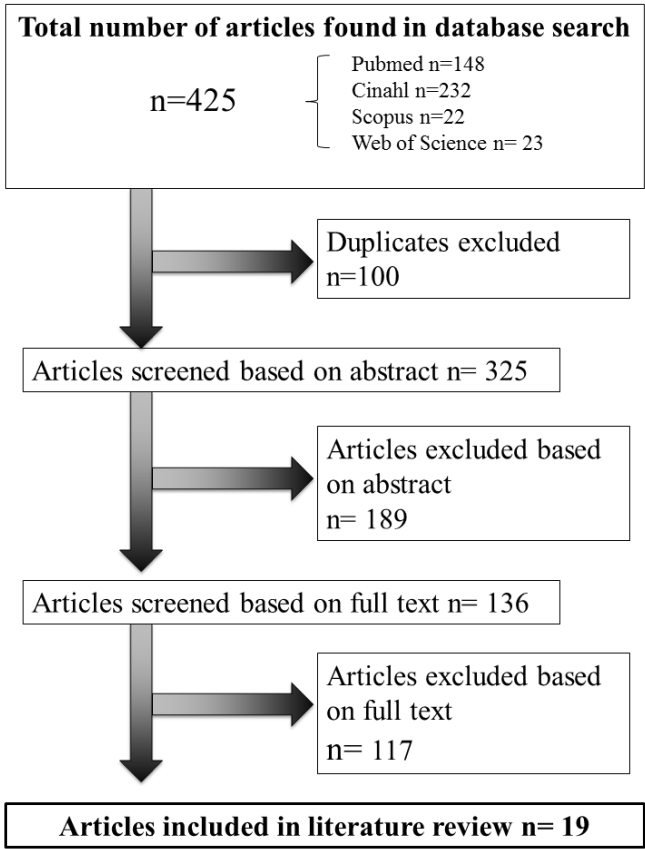 Total number of articles found in database search
n=425
Pubmed n=148
Cinahl n=232
Scopus n=22
Web of Science n= 23
Duplicates excluded
n=100
Articles screened based on abstract n= 325
Articles excluded based
on abstract
n= 189
Articles screened based on full text n= 136
Articles excluded based
on full text
n= 117
Articles included in literature review n= 19